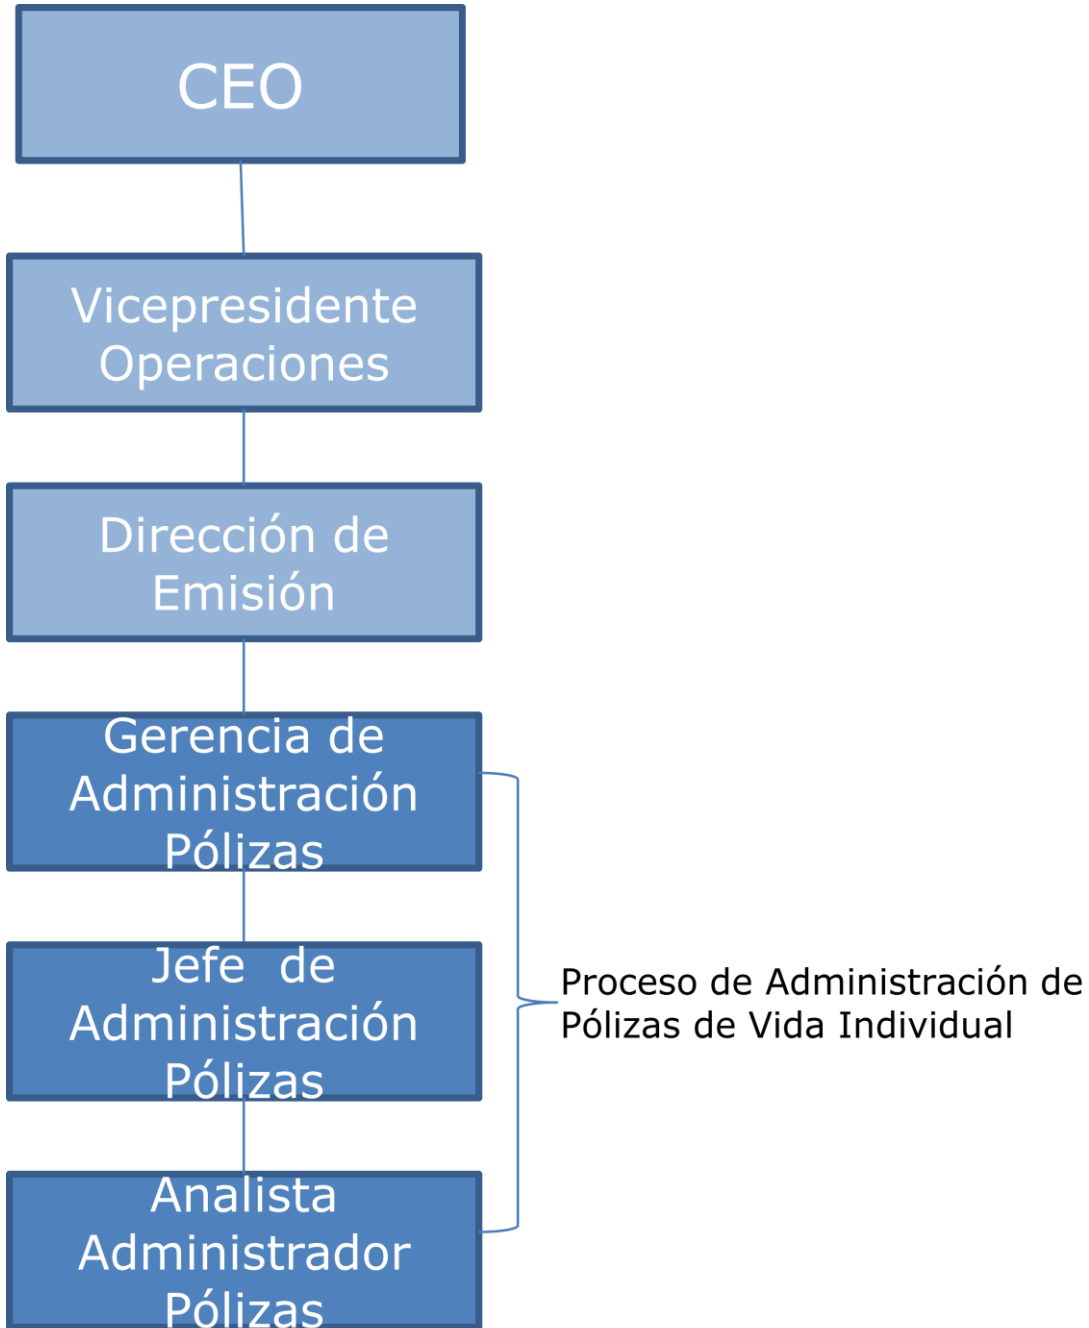 CEO
Vicepresidente
Operaciones
Dirección de
Emisión
Gerencia de
Administración
Pólizas
Jefe  de
Administración
Pólizas
Proceso de Administración de
Pólizas de Vida Individual
Analista
Administrador
Pólizas